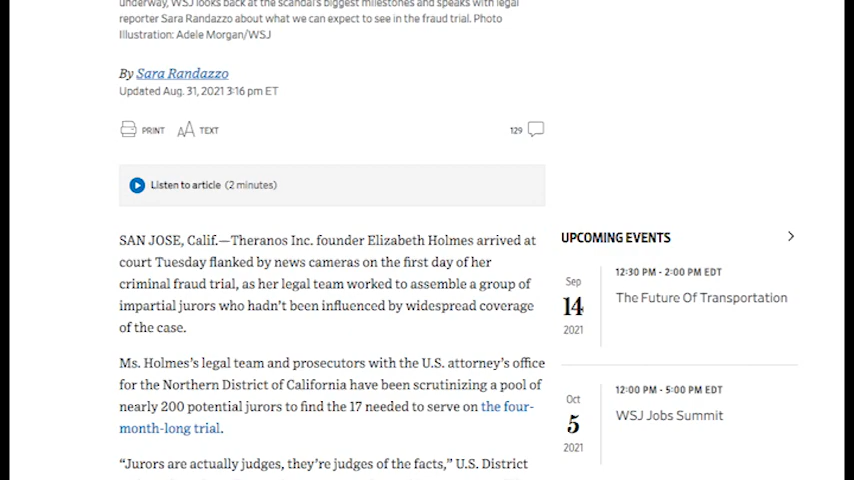 underway, WSJ looks back at the scandal's biggest milestones and speaks with legal
reporter Sara Randazzo about what we can expect to see in the fraud trial. Photo
Illustration: Adele Morgan/WSJ
By Sara Randazzo
Updated Aug. 31, 2021 3:16 pm ET
PRINT AA TEXT
129
Listen to article (2 minutes)
SAN JOSE, Calif.—Theranos Inc. founder Elizabeth Holmes arrived at
court Tuesday flanked by news cameras on the first day of her
criminal fraud trial, as her legal team worked to assemble a group of
impartial jurors who hadn't been influenced by widespread coverage
of the case.
Ms. Holmes's legal team and prosecutors with the U.S. attorney's office
for the Northern District of California have been scrutinizing a pool of
nearly 200 potential jurors to find the 17 needed to serve on the four-
month-long trial.
“Jurors are actually judges, they're judges of the facts,” U.S. District
UPCOMING EVENTS
Sep
14
2021
12:30 PM - 2:00 PM EDT
The Future Of Transportation
Oct
5
2021
12:00 PM - 5:00 PM EDT
WSJ Jobs Summit